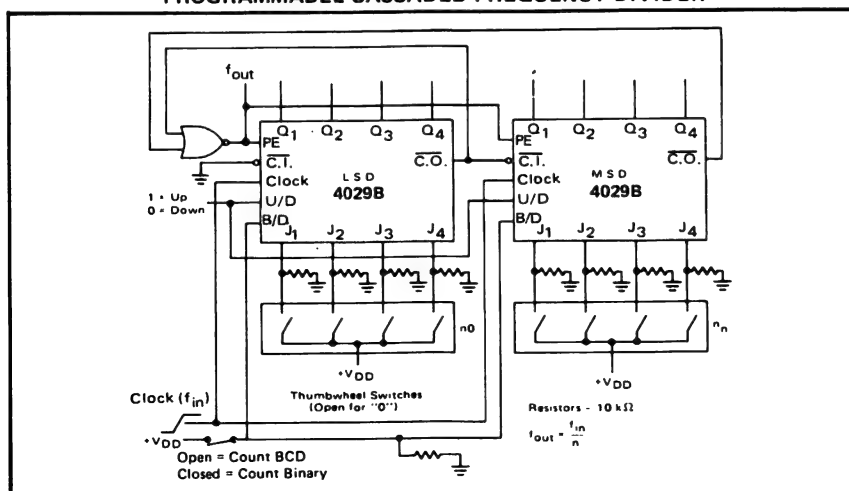 PROGRAMMABLE CASCADED FREQUENCY DIVIDER
fout
Q1 Q2 Q3 Q4
PE
C.I.
C.O.
Clock
LSD
4029B
U/D
B/D
J1 J2 J3 J4
Q1 Q2 Q3 Q4
PE
C.I.
C.O.
Clock
MSD
4029B
U/D
B/D
J1 J2 J3 J4
1 = Up
0 = Down
n0
nn
+VDD
+VDD
Thumbwheel Switches
(Open for "0")
Resistors - 10 kΩ
fout = fin/n
Clock (fin)
+VDD
Open = Count BCD
Closed = Count Binary